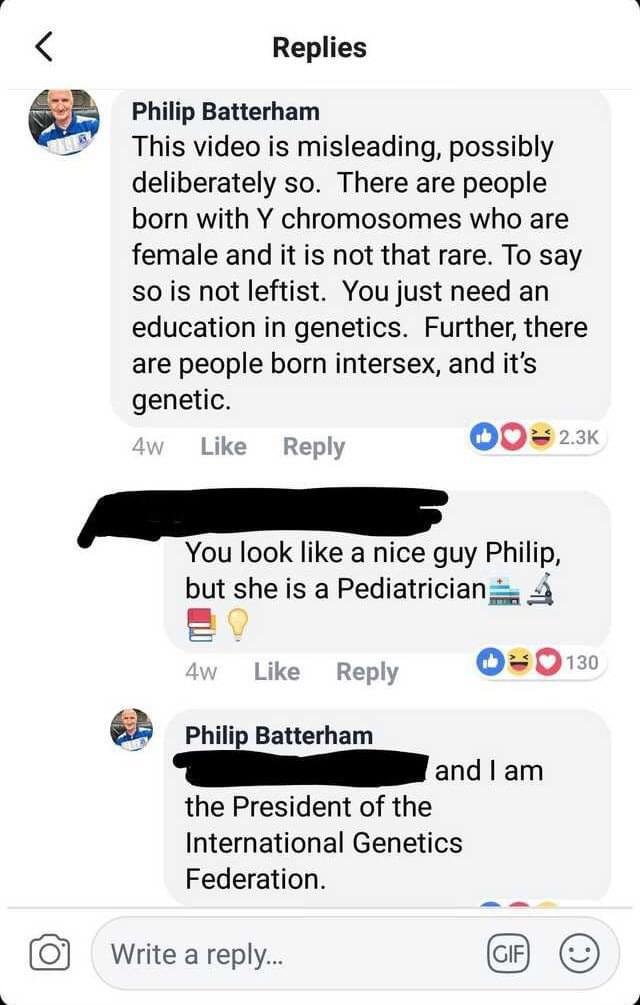 Replies
Philip Batterham
This video is misleading, possibly
deliberately so. There are people
born with Y chromosomes who are
female and it is not that rare. To say
so is not leftist. You just need an
education in genetics. Further, there
are people born intersex, and it's
genetic.
4w Like Reply 2.3K
You look like a nice guy Philip,
but she is a Pediatrician🏥🔬
📚💡
4w Like Reply 130
Philip Batterham
and I am
the President of the
International Genetics
Federation.
Write a reply... GIF